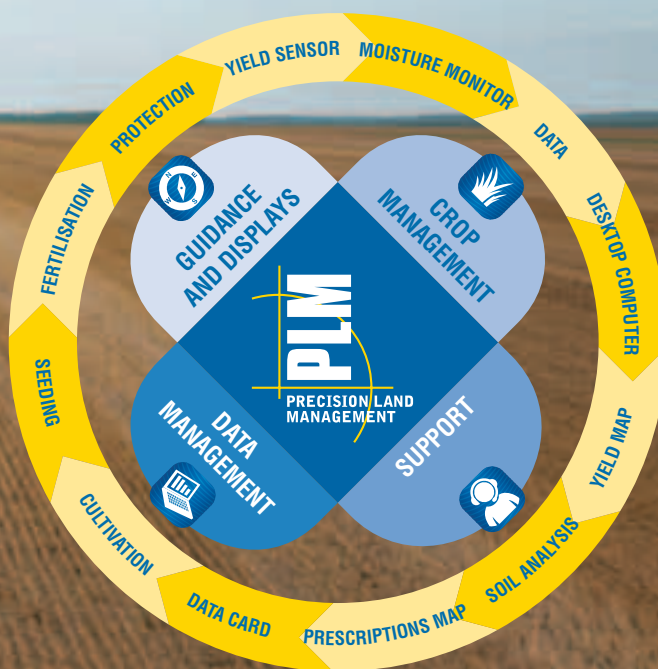 YIELD SENSOR
MOISTURE MONITOR
DATA
DESKTOP COMPUTER
YIELD MAP
SOIL ANALYSIS
PRESCRIPTIONS MAP
DATA CARD
CULTIVATION
SEEDING
FERTILISATION
PROTECTION
GUIDANCE
AND DISPLAYS
N
E
S
W
CROP
MANAGEMENT
PLM
PRECISION LAND
MANAGEMENT
DATA
MANAGEMENT
SUPPORT